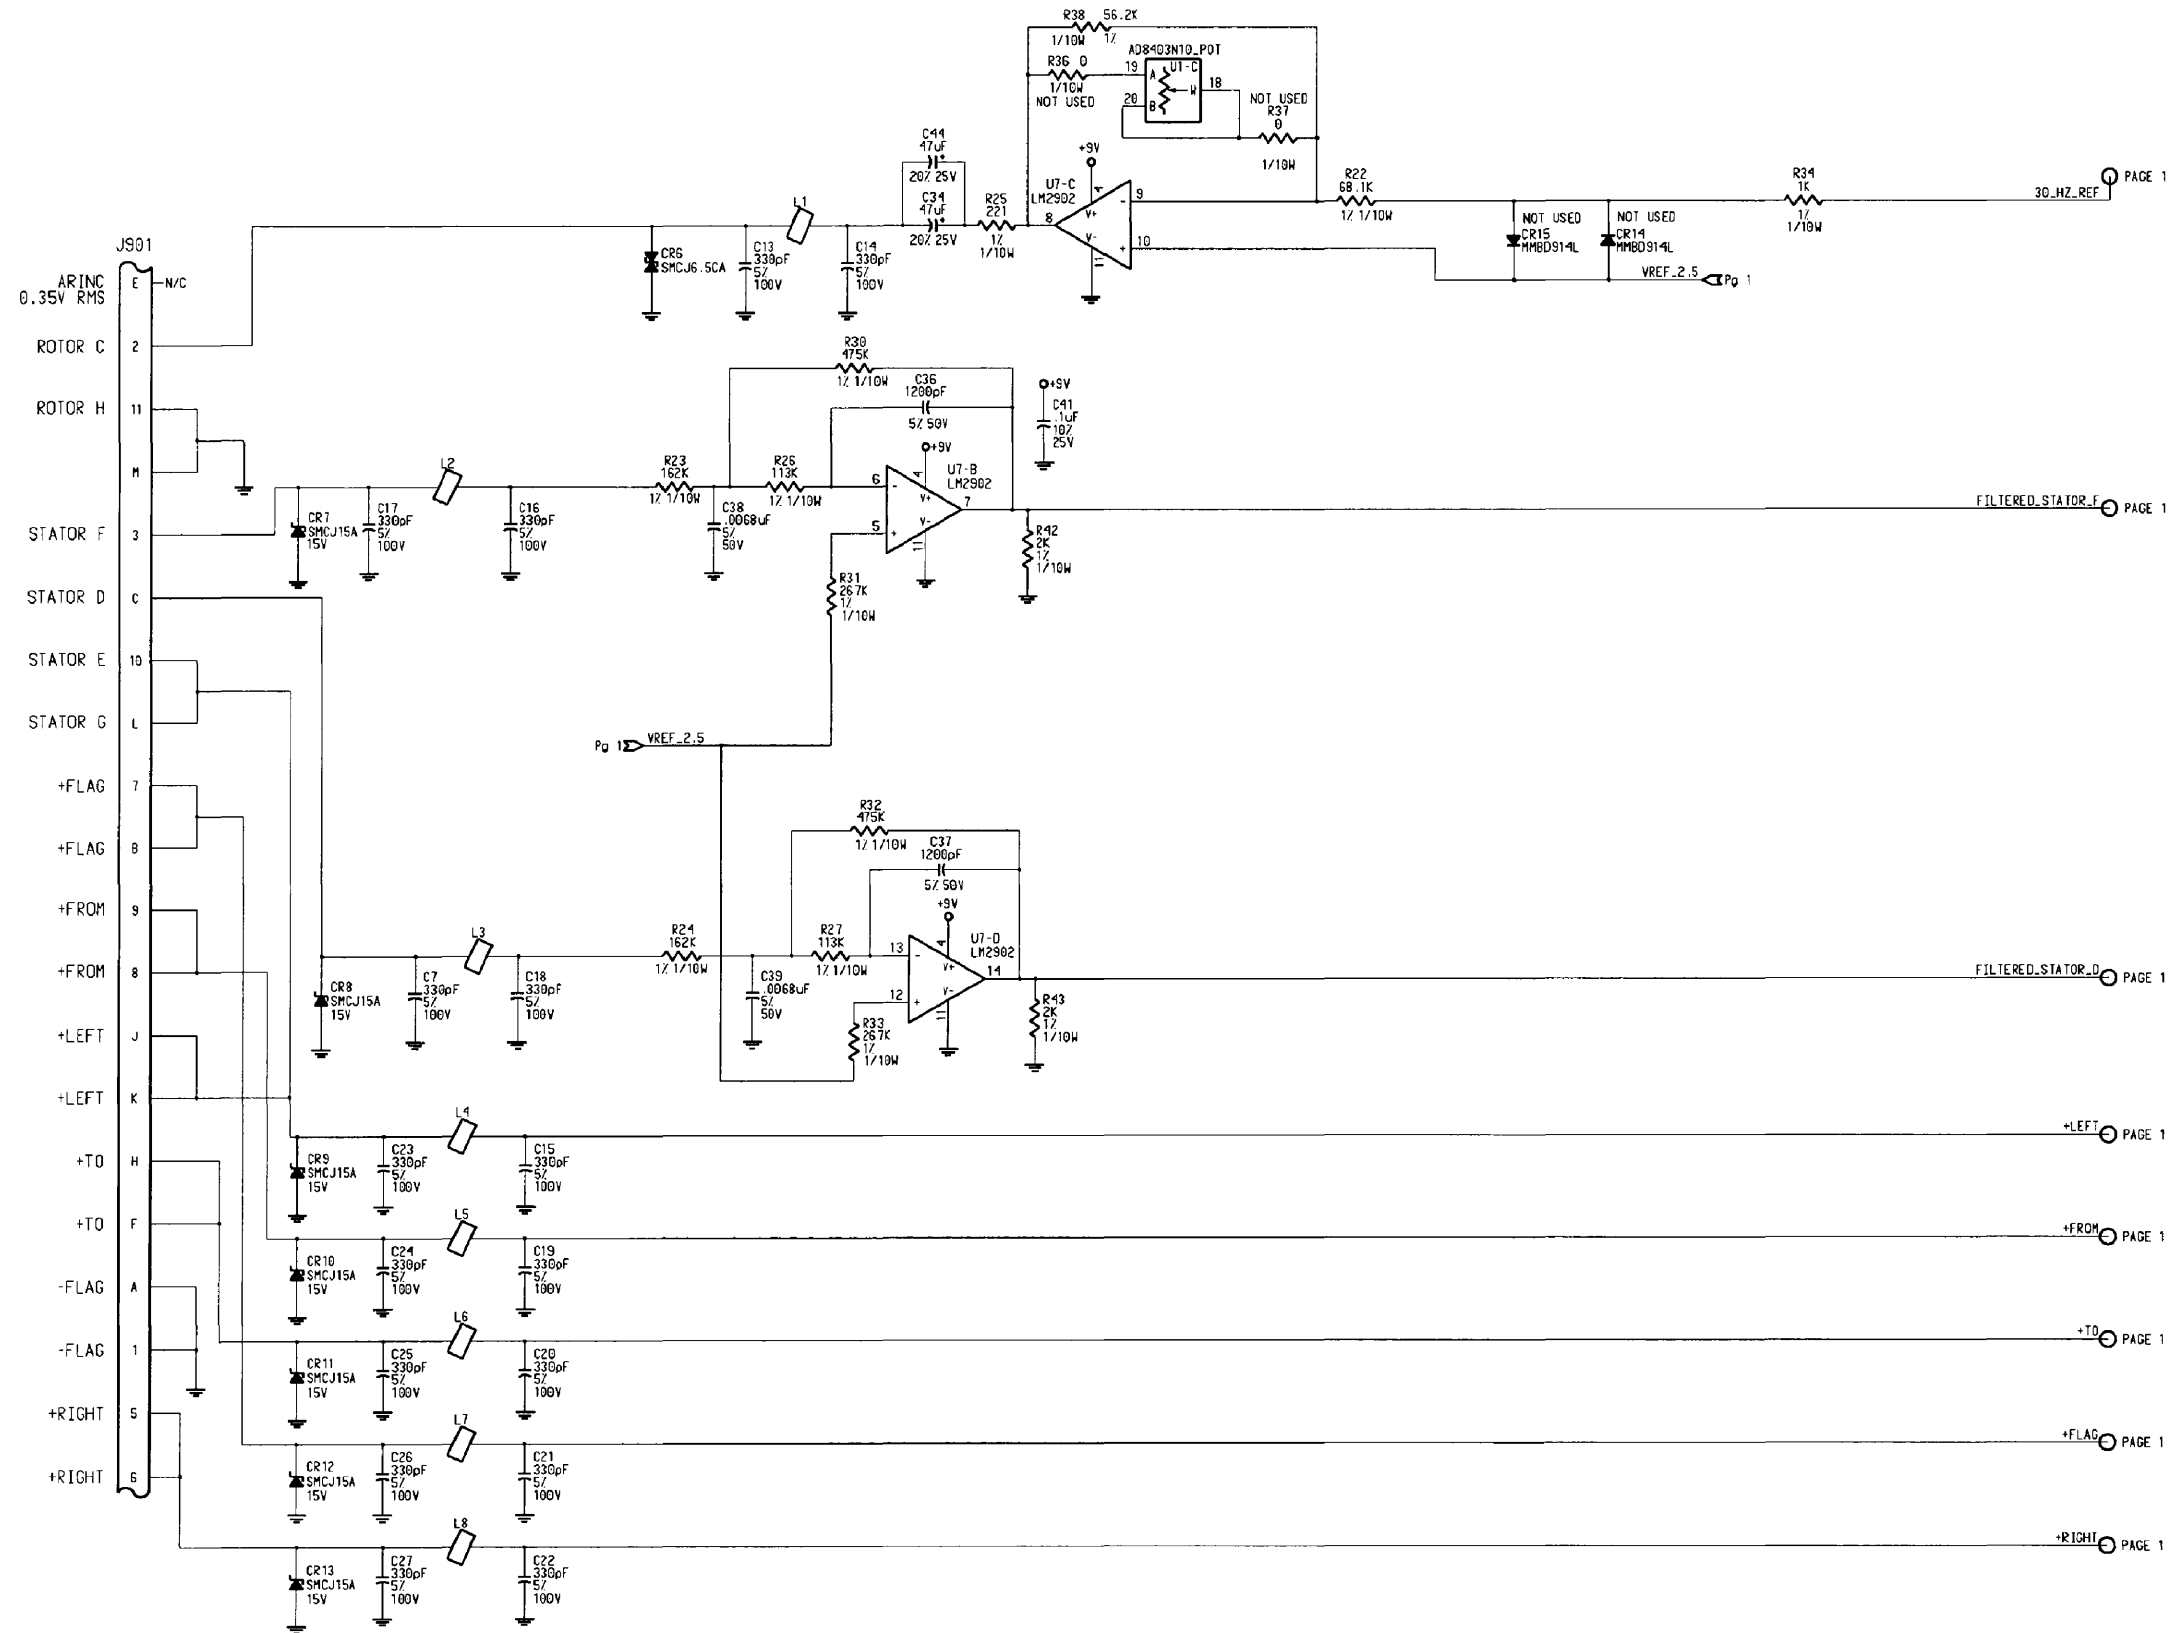 R38 56.2K
1/10W 1%
AD8403N10_POT
R36 0
1/10W
NOT USED
19 A U1-C
W 18
20 B
NOT USED
R37
0
1/10W
C44
47uF
20% 25V
C34
47uF
20% 25V
+9V
U7-C
LM2902
4
V+
V-
11
8
9
10
-
+
R25
221
1%
1/10W
R22
68.1K
1% 1/10W
NOT USED
CR15
MMBD914L
NOT USED
CR14
MMBD914L
R34
1K
1%
1/10W
30_HZ_REF
PAGE 1
VREF_2.5
Pg 1
L1
CR6
SMCJ6.5CA
C13
330pF
5%
100V
C14
330pF
5%
100V
J901
ARINC
0.35V RMS
E
N/C
ROTOR C 2
ROTOR H 11
M
STATOR F 3
STATOR D C
STATOR E 10
STATOR G L
+FLAG 7
+FLAG B
+FROM 9
+FROM 8
+LEFT J
+LEFT K
+TO H
+TO F
-FLAG A
-FLAG 1
+RIGHT 5
+RIGHT 6
R30
475K
1% 1/10W
C36
1200pF
5% 50V
+9V
C41
.1uF
10%
25V
L2
CR7
SMCJ15A
15V
C17
330pF
5%
100V
C16
330pF
5%
100V
R23
162K
1% 1/10W
R26
113K
1% 1/10W
C38
.0068uF
5%
50V
+9V
U7-B
LM2902
4
V+
V-
11
6
5
7
-
+
R31
267K
1%
1/10W
R42
2K
1%
1/10W
FILTERED_STATOR_F
PAGE 1
Pg 1
VREF_2.5
R32
475K
1% 1/10W
C37
1200pF
5% 50V
+9V
U7-D
LM2902
4
V+
V-
11
13
12
14
-
+
L3
CR8
SMCJ15A
15V
C7
330pF
5%
100V
C18
330pF
5%
100V
R24
162K
1% 1/10W
R27
113K
1% 1/10W
C39
.0068uF
5%
50V
R33
267K
1%
1/10W
R43
2K
1%
1/10W
FILTERED_STATOR_D
PAGE 1
L4
CR9
SMCJ15A
15V
C23
330pF
5%
100V
C15
330pF
5%
100V
+LEFT
PAGE 1
L5
CR10
SMCJ15A
15V
C24
330pF
5%
100V
C19
330pF
5%
100V
+FROM
PAGE 1
L6
CR11
SMCJ15A
15V
C25
330pF
5%
100V
C20
330pF
5%
100V
+TO
PAGE 1
L7
CR12
SMCJ15A
15V
C26
330pF
5%
100V
C21
330pF
5%
100V
+FLAG
PAGE 1
L8
CR13
SMCJ15A
15V
C27
330pF
5%
100V
C22
330pF
5%
100V
+RIGHT
PAGE 1